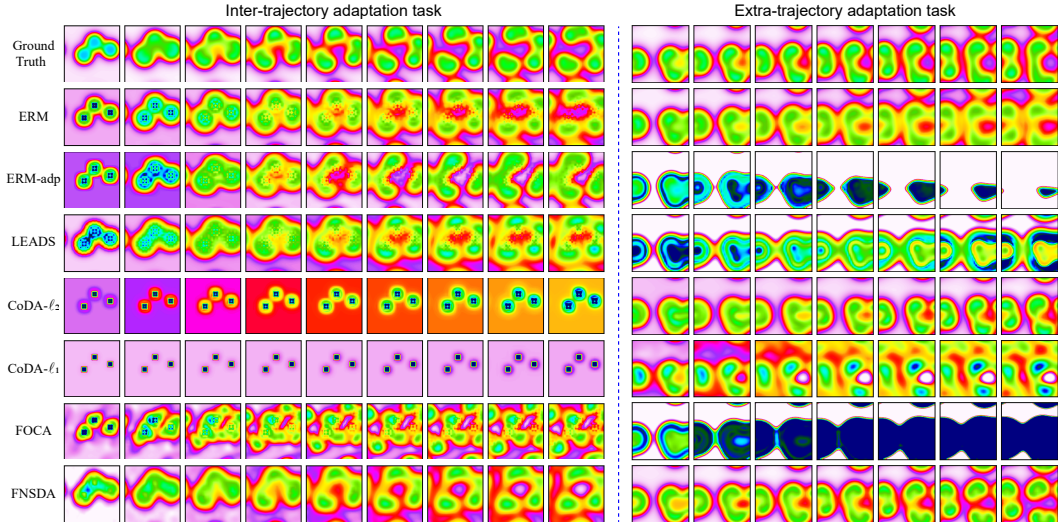 Inter-trajectory adaptation task
Extra-trajectory adaptation task
Ground
Truth
ERM
ERM-adp
LEADS
CoDA-ℓ₂
CoDA-ℓ₁
FOCA
FNSDA